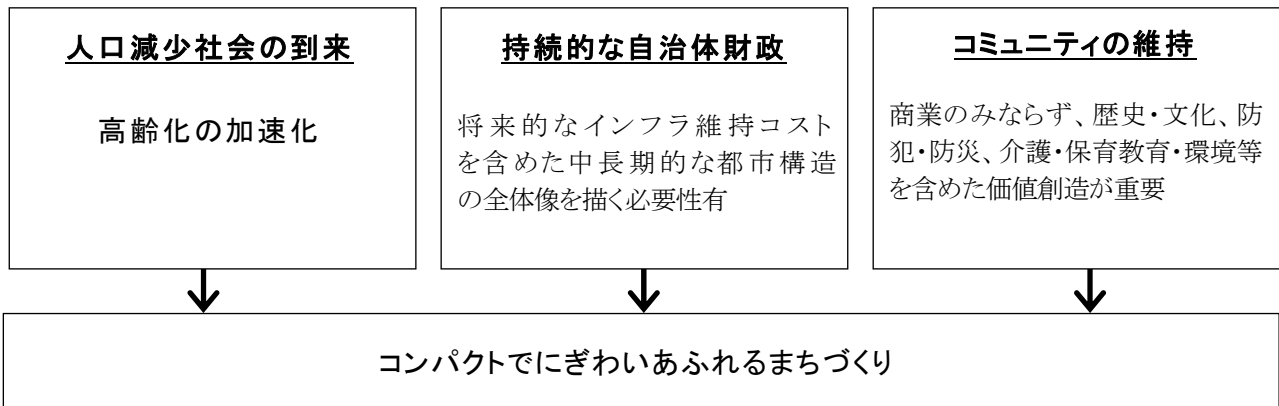 人口減少社会の到来
高齢化の加速化
持続的な自治体財政
将来的なインフラ維持コスト
を含めた中長期的な都市構造
の全体像を描く必要性有
コミュニティの維持
商業のみならず、歴史・文化、防
犯・防災、介護・保育教育・環境等
を含めた価値創造が重要
コンパクトでにぎわいあふれるまちづくり